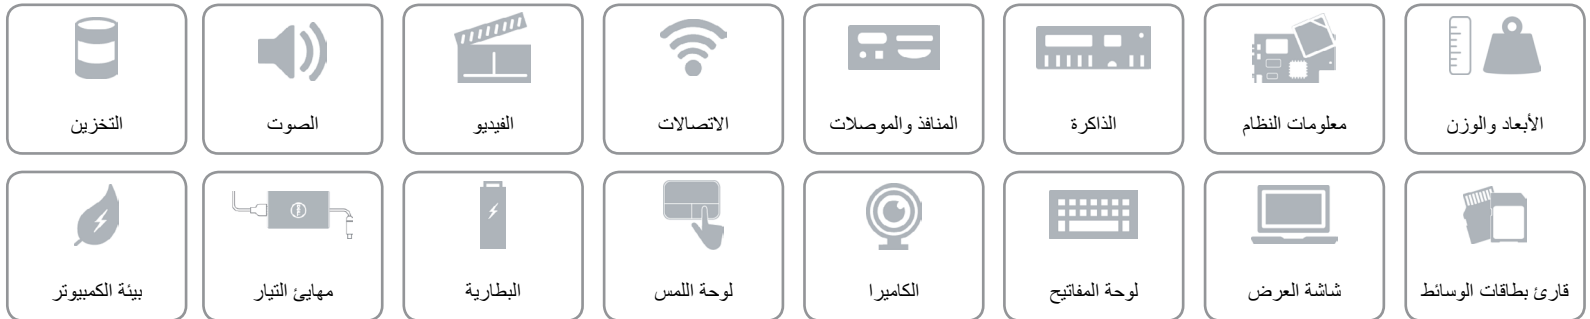 الأبعاد والوزن
معلومات النظام
الذاكرة
المنافذ والموصلات
الاتصالات
الفيديو
الصوت
التخزين
قارئ بطاقات الوسائط
شاشة العرض
لوحة المفاتيح
الكاميرا
لوحة اللمس
البطارية
مهايئ التيار
بيئة الكمبيوتر